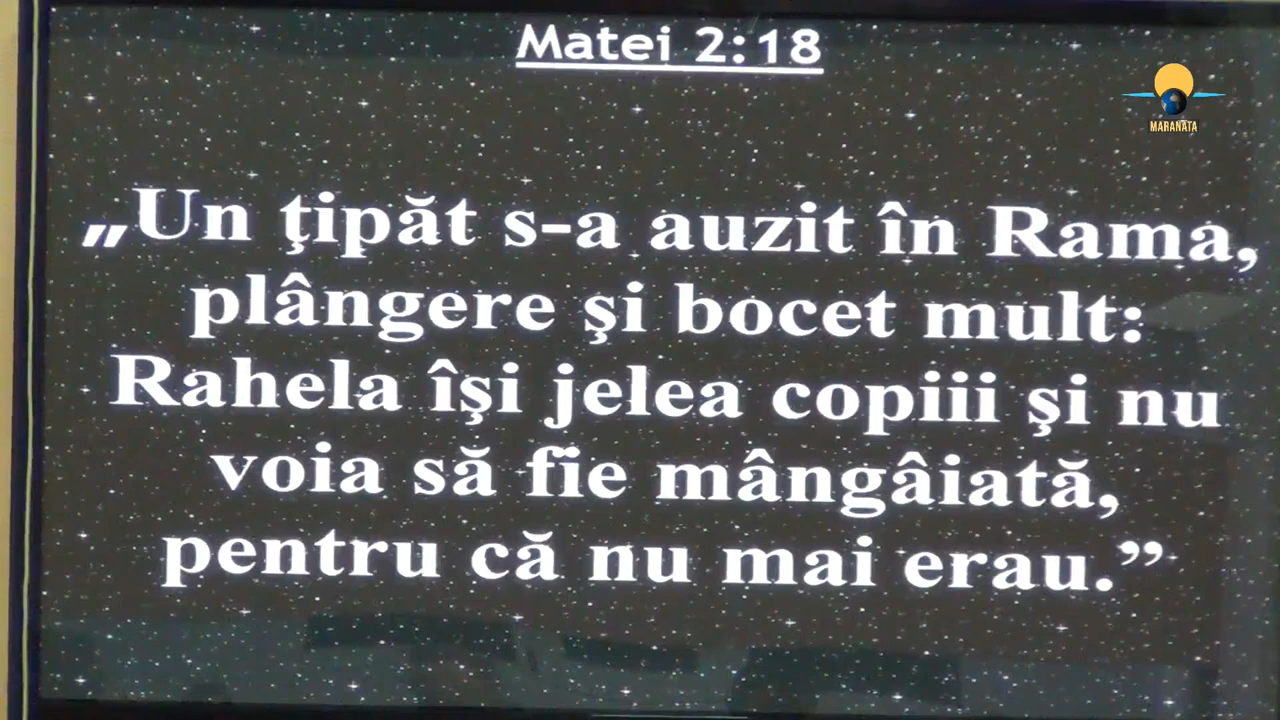 Matei 2:18
MARANATA
„Un ţipăt s-a auzit în Rama,
plângere şi bocet mult:
Rahela îşi jelea copiii şi nu
voia să fie mângâiată,
pentru că nu mai erau.”